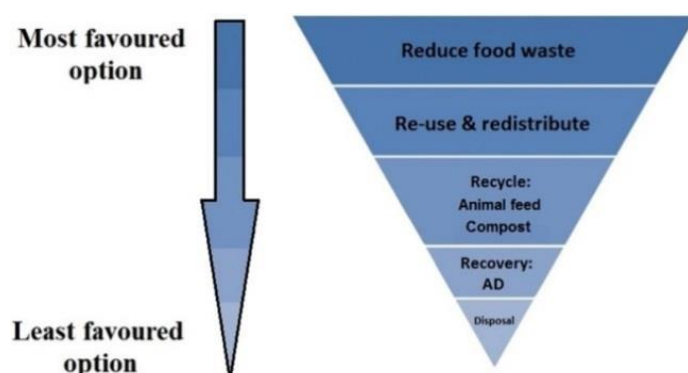 Most favoured
option
Reduce food waste
Re-use & redistribute
Recycle:
Animal feed
Compost
Recovery:
AD
Disposal
Least favoured
option